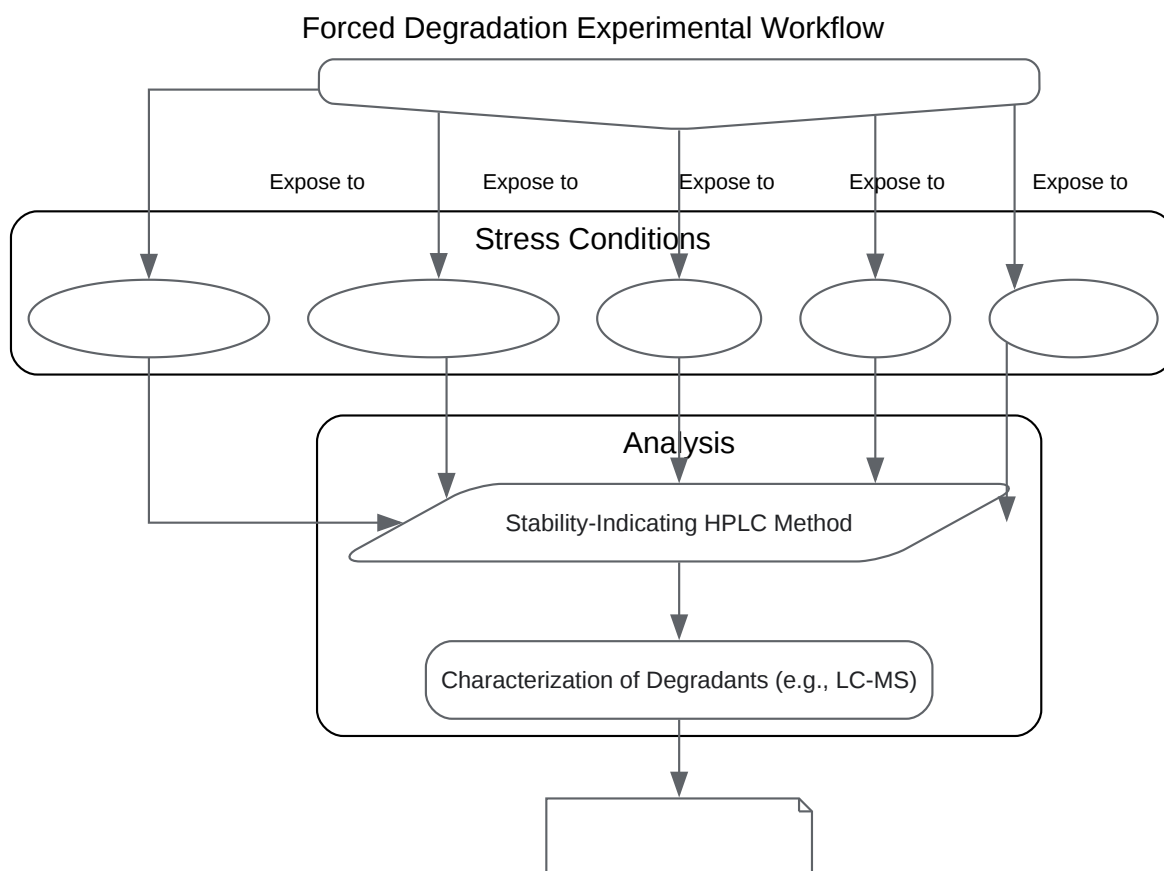 Forced Degradation Experimental Workflow
Expose to
Expose to
Expose to
Expose to
Expose to
Stress Conditions
Analysis
Stability-Indicating HPLC Method
Characterization of Degradants (e.g., LC-MS)